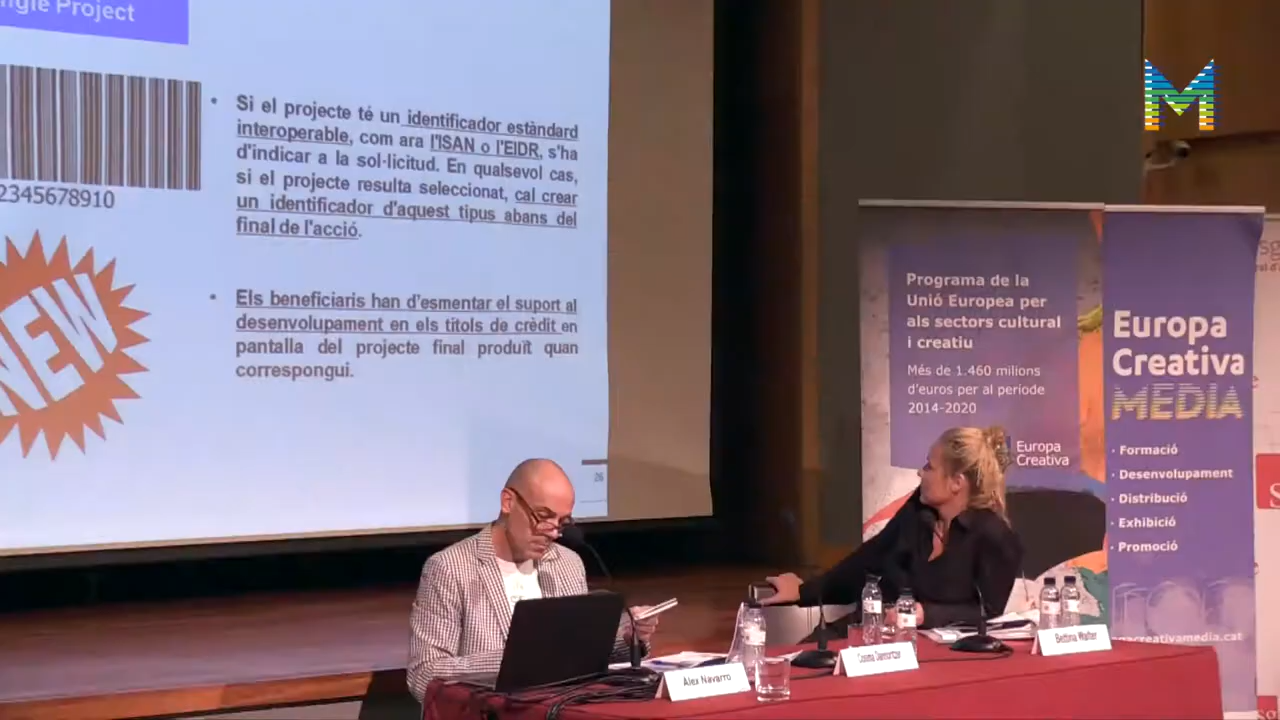 ngle Project
2345678910
NEW
• Si el projecte té un identificador estàndard
interoperable, com ara l'ISAN o l'EIDR, s'ha
d'indicar a la sol·licitud. En qualsevol cas,
si el projecte resulta seleccionat, cal crear
un identificador d'aquest tipus abans del
final de l'acció.
• Els beneficiaris han d'esmentar el suport al
desenvolupament en els títols de crèdit en
pantalla del projecte final produït quan
correspongui.
26
M
Programa de la
Unió Europea per
als sectors cultural
i creatiu
Més de 1.460 milions
d'euros per al periode
2014-2020
Europa
Creativa
Europa
Creativa
MEDIA
· Formació
· Desenvolupament
· Distribució
· Exhibició
· Promoció
acreativamedia.cat
sg
Alex Navarro
Bettina Walter